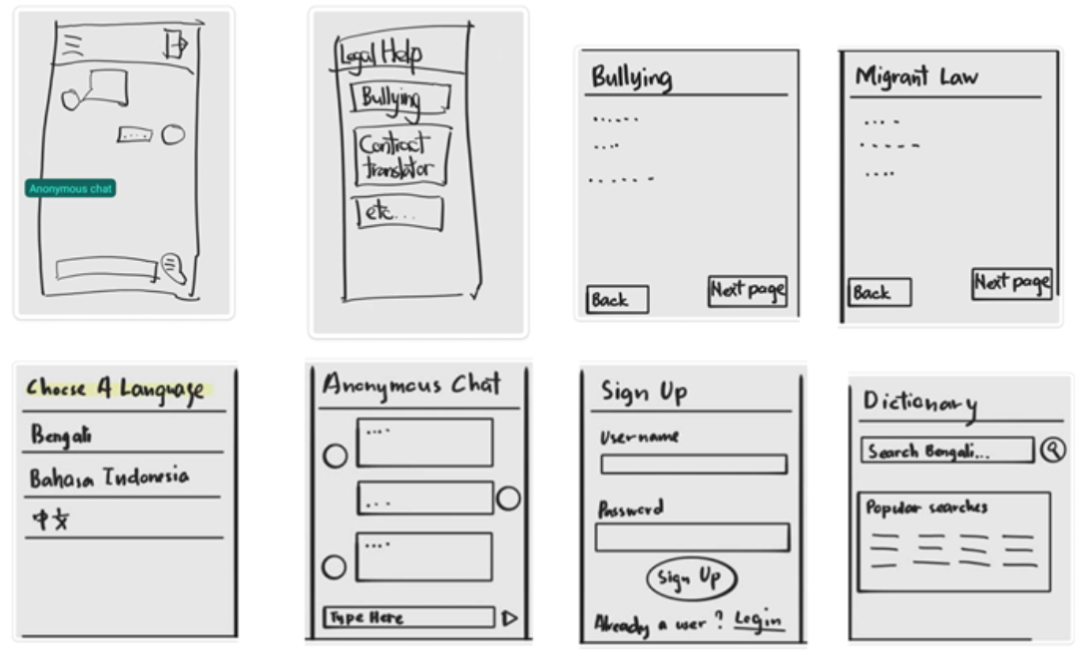 Anonymous chat
Legal Help
Bullying
Contract
translator
etc...
Bullying
Back
Next page
Migrant Law
Back
Next page
Choose A Language
Bengali
Bahasa Indonesia
中文
Anonymous Chat
....
...
....
Type Here
Sign Up
Username
Password
Sign Up
Already a user? Login
Dictionary
Search Bengali...
Popular searches